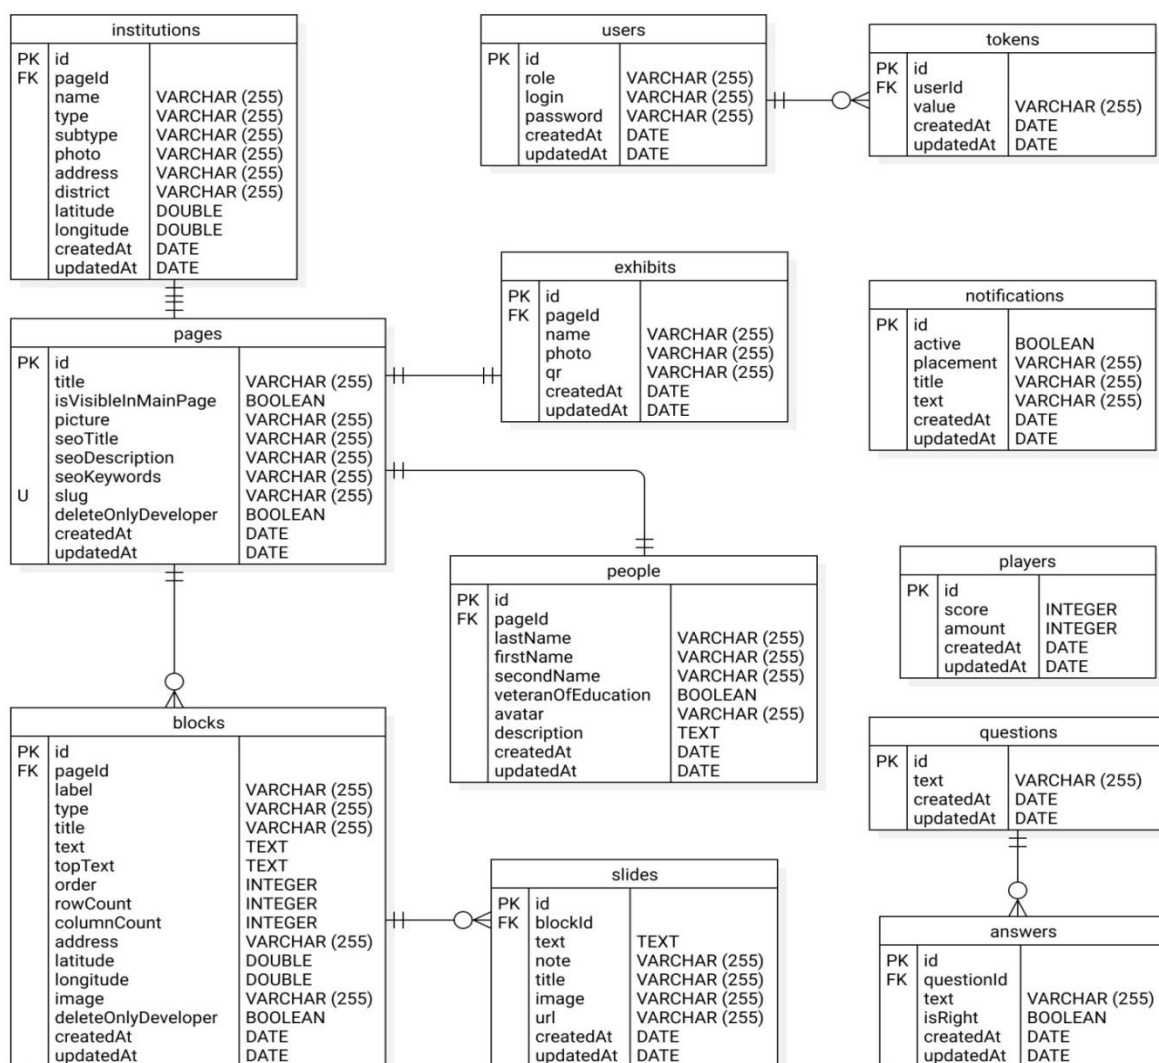 institutions
PK id
FK pageId
name VARCHAR (255)
type VARCHAR (255)
subtype VARCHAR (255)
photo VARCHAR (255)
address VARCHAR (255)
district VARCHAR (255)
latitude DOUBLE
longitude DOUBLE
createdAt DATE
updatedAt DATE
users
PK id
role VARCHAR (255)
login VARCHAR (255)
password VARCHAR (255)
createdAt DATE
updatedAt DATE
tokens
PK id
FK userId
value VARCHAR (255)
createdAt DATE
updatedAt DATE
exhibits
PK id
FK pageId
name VARCHAR (255)
photo VARCHAR (255)
qr VARCHAR (255)
createdAt DATE
updatedAt DATE
notifications
PK id
active BOOLEAN
placement VARCHAR (255)
title VARCHAR (255)
text VARCHAR (255)
createdAt DATE
updatedAt DATE
pages
PK id
title VARCHAR (255)
isVisibleInMainPage BOOLEAN
picture VARCHAR (255)
seoTitle VARCHAR (255)
seoDescription VARCHAR (255)
seoKeywords VARCHAR (255)
U slug VARCHAR (255)
deleteOnlyDeveloper BOOLEAN
createdAt DATE
updatedAt DATE
people
PK id
FK pageId
lastName VARCHAR (255)
firstName VARCHAR (255)
secondName VARCHAR (255)
veteranOfEducation BOOLEAN
avatar VARCHAR (255)
description TEXT
createdAt DATE
updatedAt DATE
players
PK id
score INTEGER
amount INTEGER
createdAt DATE
updatedAt DATE
blocks
PK id
FK pageId
label VARCHAR (255)
type VARCHAR (255)
title VARCHAR (255)
text TEXT
topText TEXT
order INTEGER
rowCount INTEGER
columnCount INTEGER
address VARCHAR (255)
latitude DOUBLE
longitude DOUBLE
image VARCHAR (255)
deleteOnlyDeveloper BOOLEAN
createdAt DATE
updatedAt DATE
questions
PK id
text VARCHAR (255)
createdAt DATE
updatedAt DATE
slides
PK id
FK blockId
text TEXT
note VARCHAR (255)
title VARCHAR (255)
image VARCHAR (255)
url VARCHAR (255)
createdAt DATE
updatedAt DATE
answers
PK id
FK questionId
text VARCHAR (255)
isRight BOOLEAN
createdAt DATE
updatedAt DATE